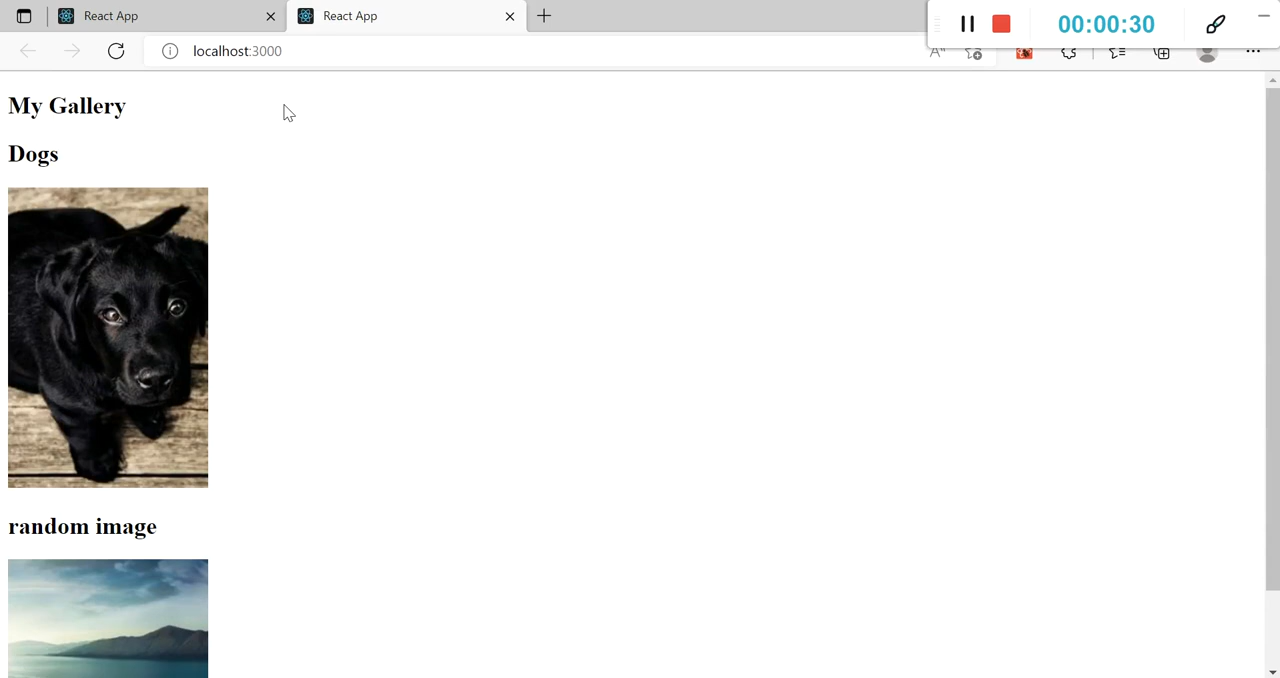 React App
React App
00:00:30
localhost:3000
My Gallery
Dogs
random image